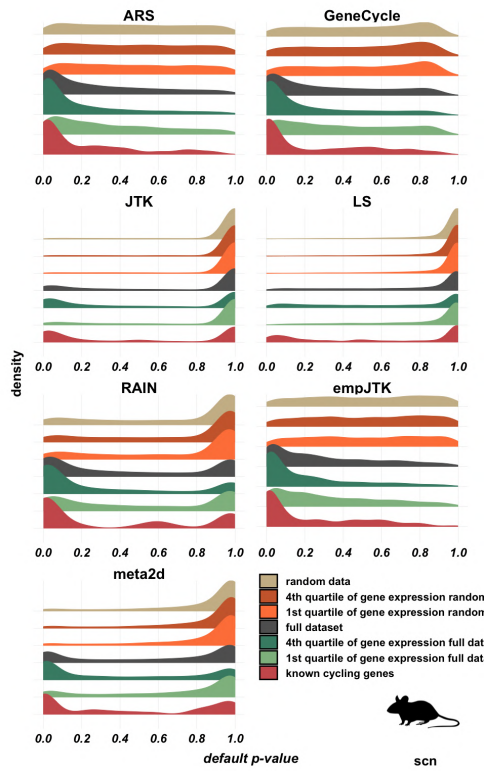 ARS
GeneCycle
0.0 0.2 0.4 0.6 0.8 1.0
0.0 0.2 0.4 0.6 0.8 1.0
JTK
LS
0.0 0.2 0.4 0.6 0.8 1.0
0.0 0.2 0.4 0.6 0.8 1.0
density
RAIN
empJTK
0.0 0.2 0.4 0.6 0.8 1.0
0.0 0.2 0.4 0.6 0.8 1.0
meta2d
random data
4th quartile of gene expression random
1st quartile of gene expression random
full dataset
4th quartile of gene expression full dat
1st quartile of gene expression full dat
known cycling genes
0.0 0.2 0.4 0.6 0.8 1.0
default p-value
scn